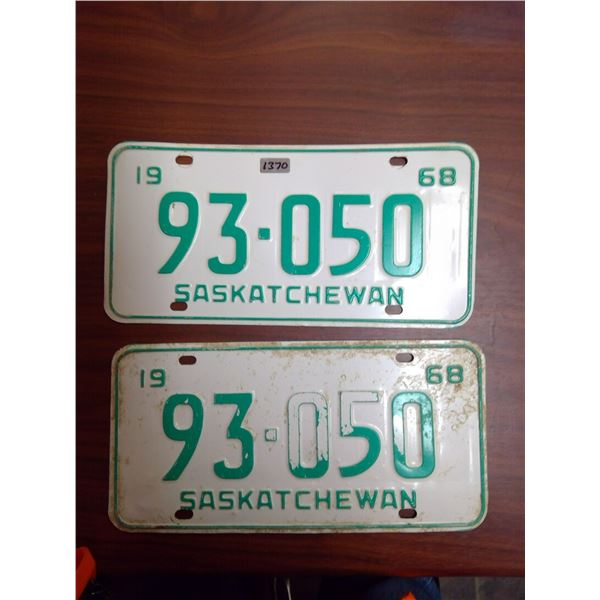 19 1370 68
93·050
SASKATCHEWAN
19 68
93·050
SASKATCHEWAN